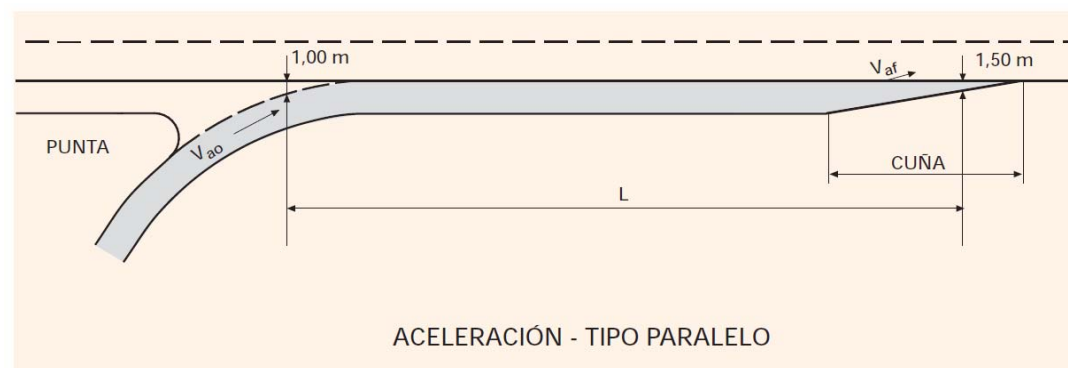 1,00 m
V_af
1,50 m
PUNTA
V_ao
CUÑA
L
ACELERACIÓN - TIPO PARALELO